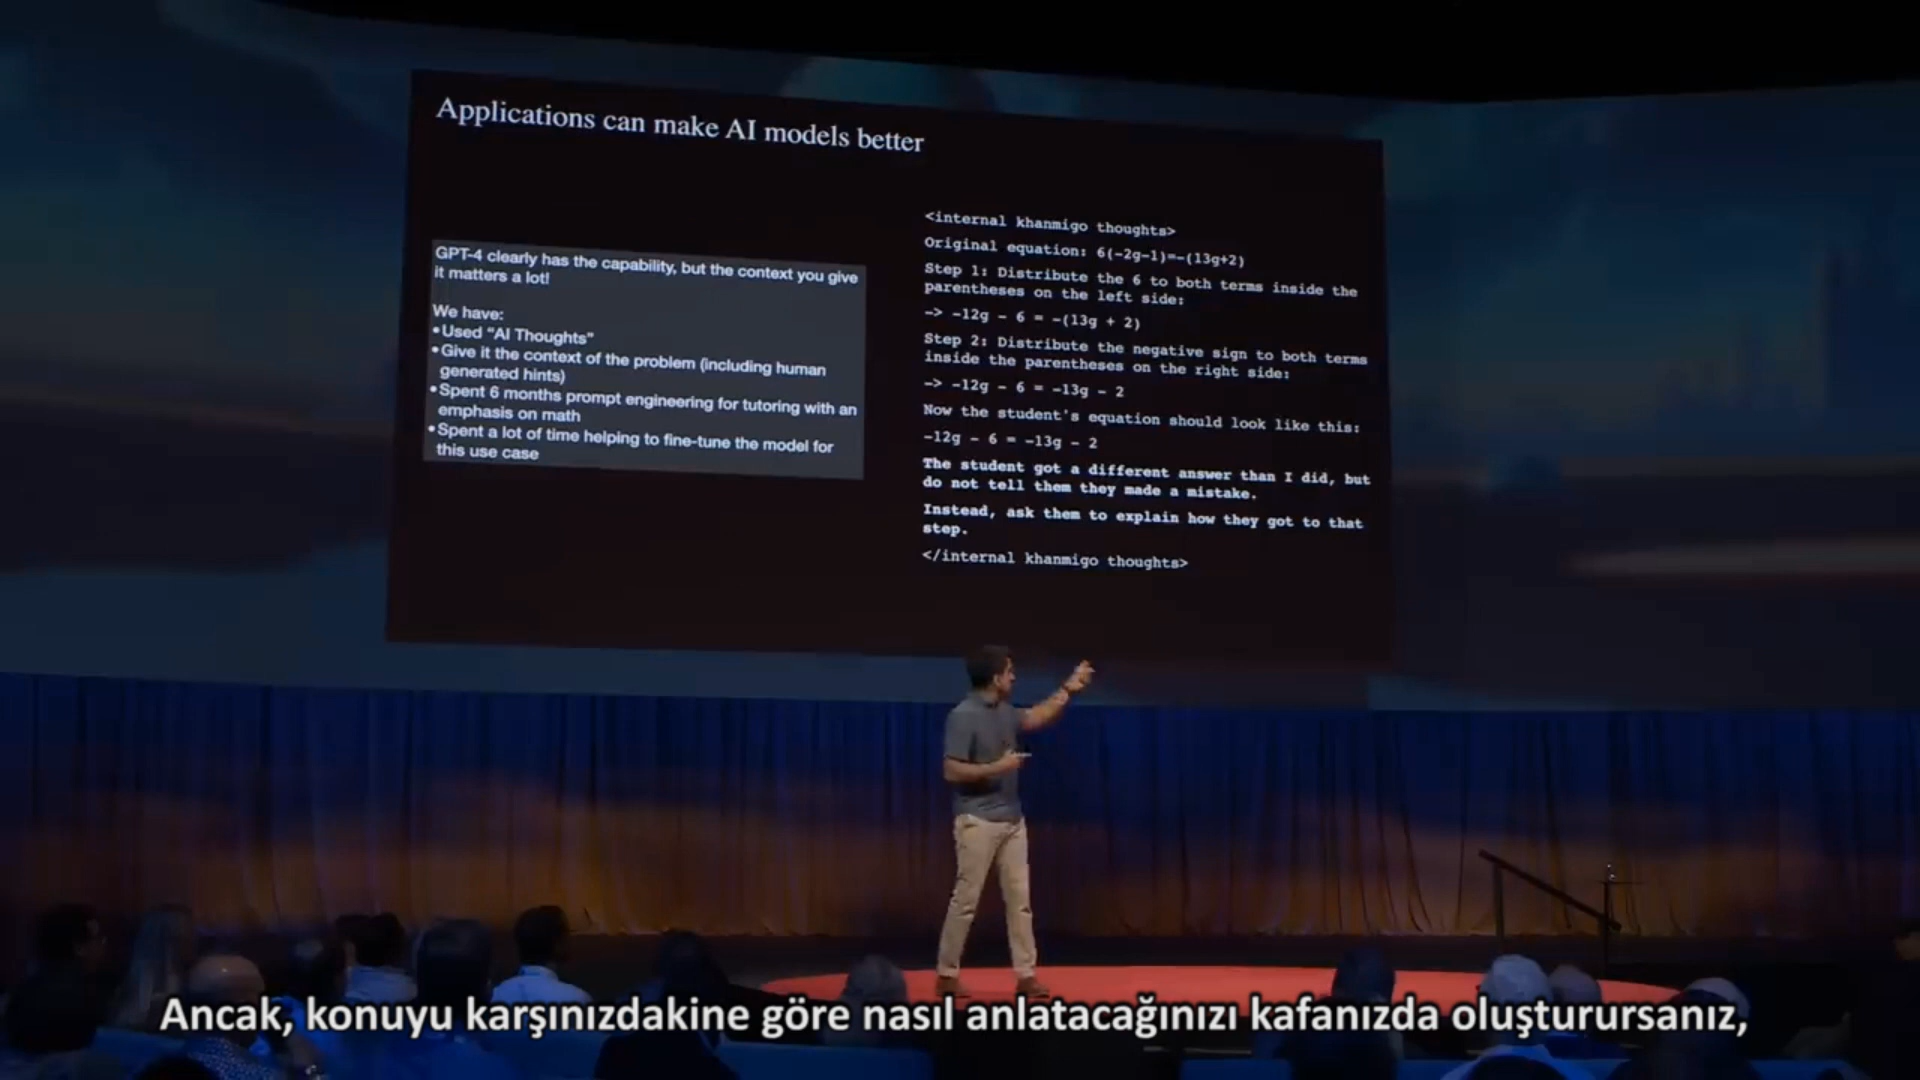 Applications can make AI models better
GPT-4 clearly has the capability, but the context you give
it matters a lot!
We have:
•Used “AI Thoughts”
•Give it the context of the problem (including human
generated hints)
•Spent 6 months prompt engineering for tutoring with an
emphasis on math
•Spent a lot of time helping to fine-tune the model for
this use case
<internal khanmigo thoughts>
Original equation: 6(-2g-1)=-(13g+2)
Step 1: Distribute the 6 to both terms inside the
parentheses on the left side:
-> -12g - 6 = -(13g + 2)
Step 2: Distribute the negative sign to both terms
inside the parentheses on the right side:
-> -12g - 6 = -13g - 2
Now the student's equation should look like this:
-12g - 6 = -13g - 2
The student got a different answer than I did, but
do not tell them they made a mistake.
Instead, ask them to explain how they got to that
step.
</internal khanmigo thoughts>
Ancak, konuyu karşınızdakine göre nasıl anlatacağınızı kafanızda oluşturursanız,